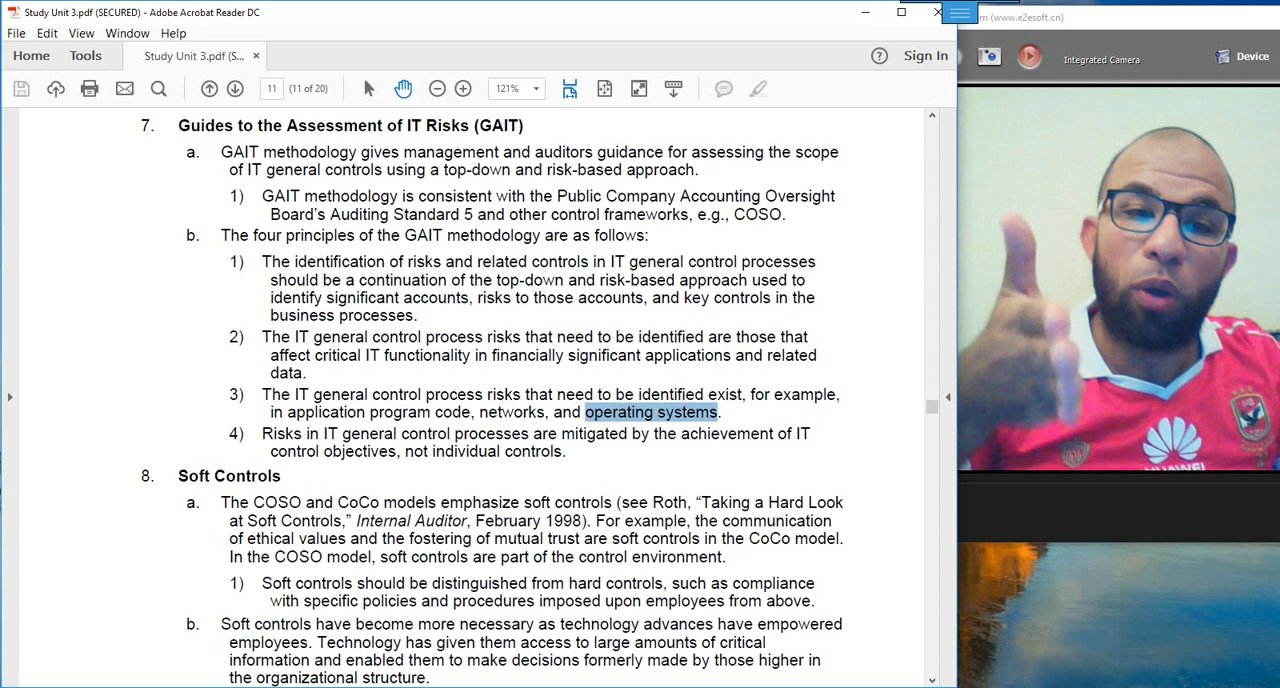 Study Unit 3.pdf (SECURED) - Adobe Acrobat Reader DC
m (www.e2esoft.cn)
File Edit View Window Help
Home Tools Study Unit 3.pdf (S... × Sign In
Integrated Camera Device
11 (11 of 20) 121%
7. Guides to the Assessment of IT Risks (GAIT)
a. GAIT methodology gives management and auditors guidance for assessing the scope
of IT general controls using a top-down and risk-based approach.
1) GAIT methodology is consistent with the Public Company Accounting Oversight
Board's Auditing Standard 5 and other control frameworks, e.g., COSO.
b. The four principles of the GAIT methodology are as follows:
1) The identification of risks and related controls in IT general control processes
should be a continuation of the top-down and risk-based approach used to
identify significant accounts, risks to those accounts, and key controls in the
business processes.
2) The IT general control process risks that need to be identified are those that
affect critical IT functionality in financially significant applications and related
data.
3) The IT general control process risks that need to be identified exist, for example,
in application program code, networks, and operating systems.
4) Risks in IT general control processes are mitigated by the achievement of IT
control objectives, not individual controls.
8. Soft Controls
a. The COSO and CoCo models emphasize soft controls (see Roth, “Taking a Hard Look
at Soft Controls,” Internal Auditor, February 1998). For example, the communication
of ethical values and the fostering of mutual trust are soft controls in the CoCo model.
In the COSO model, soft controls are part of the control environment.
1) Soft controls should be distinguished from hard controls, such as compliance
with specific policies and procedures imposed upon employees from above.
b. Soft controls have become more necessary as technology advances have empowered
employees. Technology has given them access to large amounts of critical
information and enabled them to make decisions formerly made by those higher in
the organizational structure.
HUAWEI